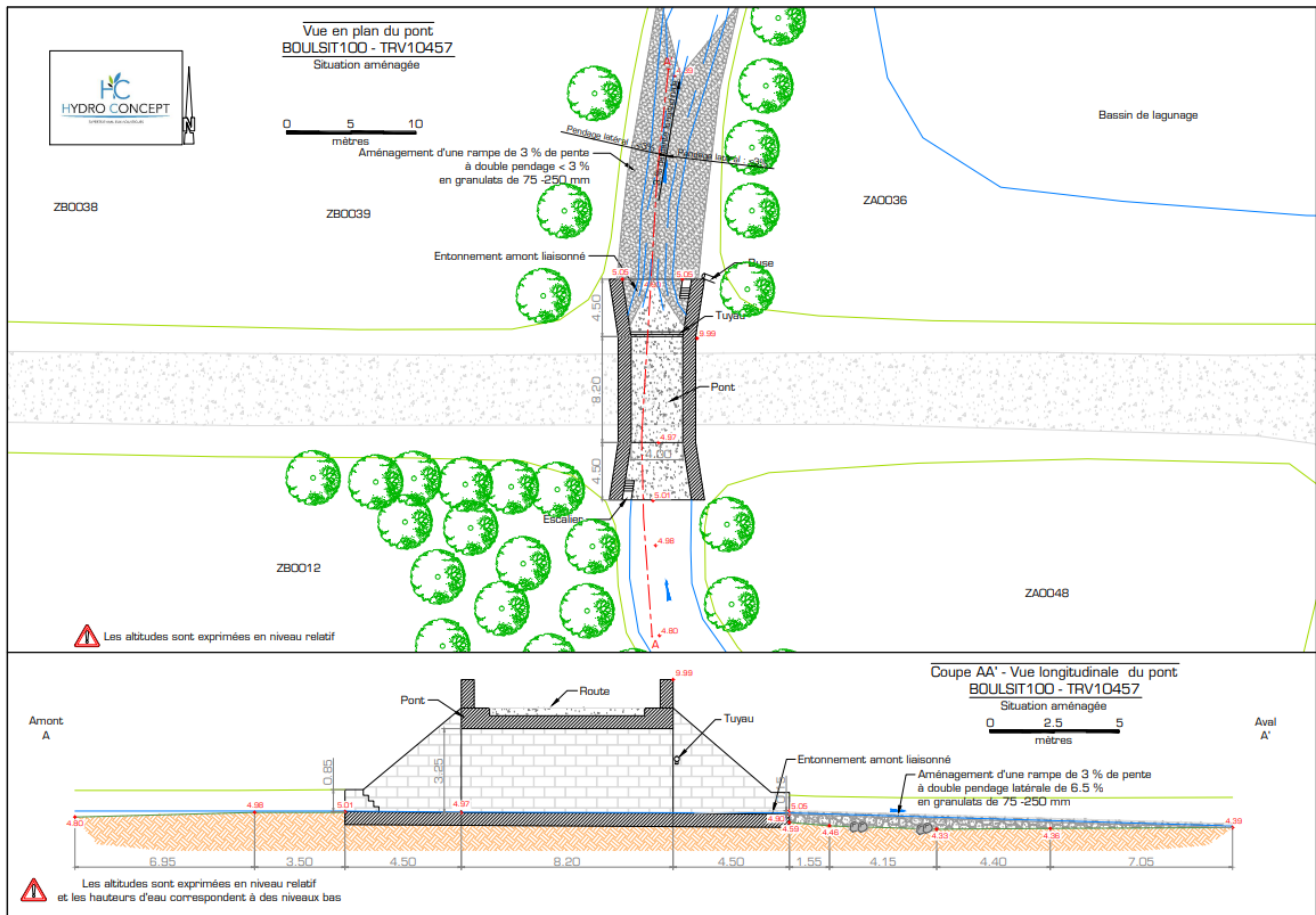 Vue en plan du pont
BOULSIT100 - TRV10457
Situation aménagée
HC
HYDRO CONCEPT
0 5 10
mètres
Bassin de lagunage
Pendage latéral
Pendage latéral
Aménagement d'une rampe de 3 % de pente
à double pendage < 3 %
en granulats de 75 -250 mm
ZB0038
ZB0039
ZA0036
A'
Entonnement amont liaisonné
Buse
5.05
5.05
4.50
Tuyau
9.99
8.20
Pont
4.97
4.00
4.50
5.01
Escalier
4.98
ZB0012
ZA0048
4.80
A
Les altitudes sont exprimées en niveau relatif
Coupe AA' - Vue longitudinale du pont
BOULSIT100 - TRV10457
Situation aménagée
0 2.5 5
mètres
Amont
A
Aval
A'
9.99
Route
Pont
Tuyau
0.85
3.25
0.15
Entonnement amont liaisonné
Aménagement d'une rampe de 3 % de pente
à double pendage latérale de 6.5 %
en granulats de 75 -250 mm
4.80
4.98
5.01
4.97
5.05
4.90
4.59
4.46
4.33
4.36
4.39
6.95 3.50 4.50 8.20 4.50 1.55 4.15 4.40 7.05
Les altitudes sont exprimées en niveau relatif
et les hauteurs d'eau correspondent à des niveaux bas